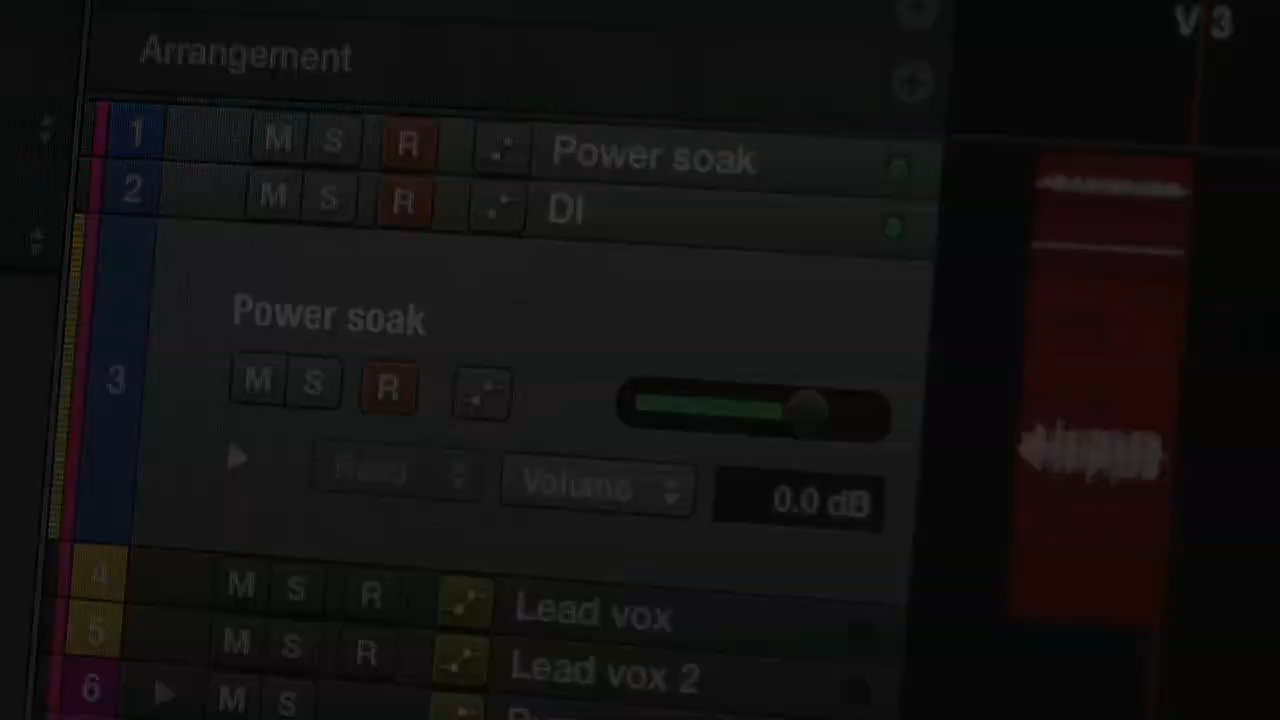 V 3
Arrangement
1 M S R Power soak
2 M S R DI
Power soak
3 M S R
Read Volume 0.0 dB
4 M S R Lead vox
5 M S R Lead vox 2
6 M S